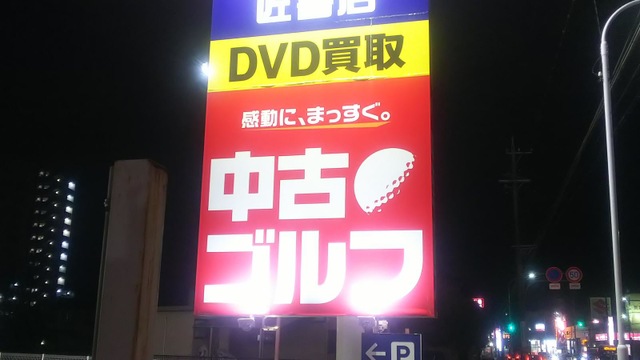 DVD買取
感動に、まっすぐ。
中古
ゴルフ
P